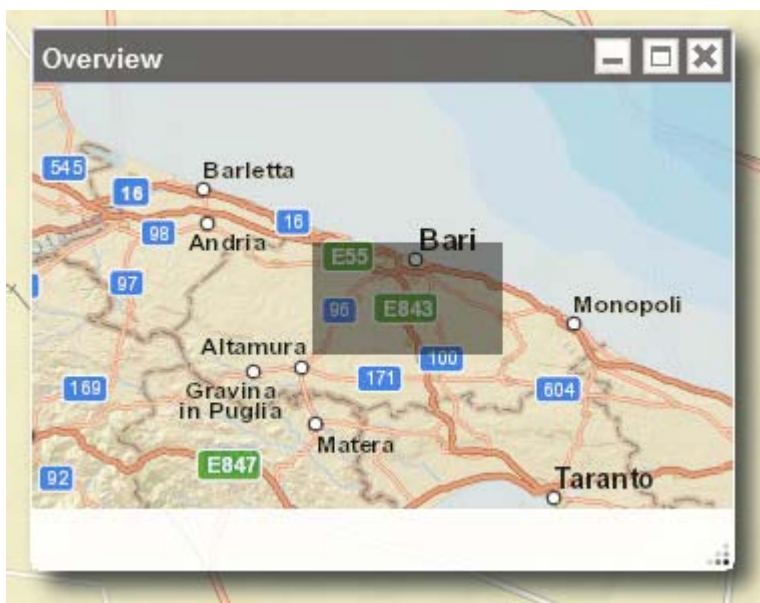 Overview
545
Barletta
16
16
98
Andria
Bari
E55
97
96
E843
Monopoli
Altamura
100
171
169
Gravina
in Puglia
604
Matera
E847
92
Taranto